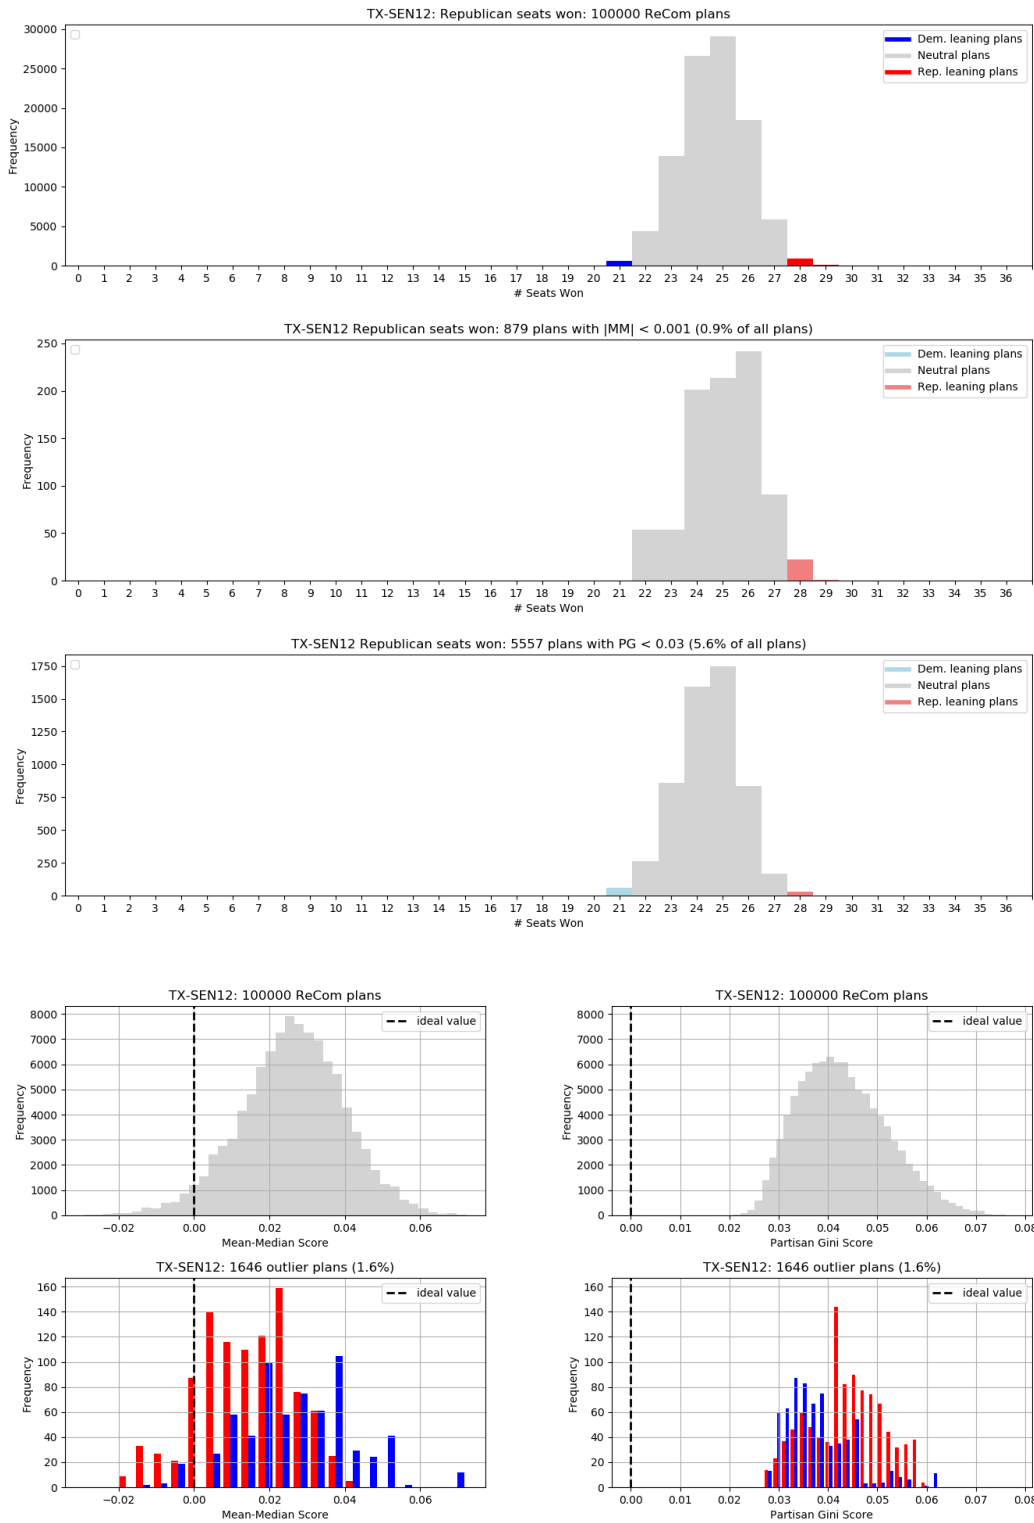 TX-SEN12: Republican seats won: 100000 ReCom plans
30000
25000
20000
15000
10000
5000
0
Frequency
Dem. leaning plans
Neutral plans
Rep. leaning plans
0 1 2 3 4 5 6 7 8 9 10 11 12 13 14 15 16 17 18 19 20 21 22 23 24 25 26 27 28 29 30 31 32 33 34 35 36
# Seats Won
TX-SEN12 Republican seats won: 879 plans with |MM| < 0.001 (0.9% of all plans)
250
200
150
100
50
0
Frequency
Dem. leaning plans
Neutral plans
Rep. leaning plans
0 1 2 3 4 5 6 7 8 9 10 11 12 13 14 15 16 17 18 19 20 21 22 23 24 25 26 27 28 29 30 31 32 33 34 35 36
# Seats Won
TX-SEN12 Republican seats won: 5557 plans with PG < 0.03 (5.6% of all plans)
1750
1500
1250
1000
750
500
250
0
Frequency
Dem. leaning plans
Neutral plans
Rep. leaning plans
0 1 2 3 4 5 6 7 8 9 10 11 12 13 14 15 16 17 18 19 20 21 22 23 24 25 26 27 28 29 30 31 32 33 34 35 36
# Seats Won
TX-SEN12: 100000 ReCom plans
8000
7000
6000
5000
4000
3000
2000
1000
0
Frequency
ideal value
−0.02 0.00 0.02 0.04 0.06
Mean-Median Score
TX-SEN12: 100000 ReCom plans
8000
7000
6000
5000
4000
3000
2000
1000
0
Frequency
ideal value
0.00 0.01 0.02 0.03 0.04 0.05 0.06 0.07 0.08
Partisan Gini Score
TX-SEN12: 1646 outlier plans (1.6%)
160
140
120
100
80
60
40
20
0
Frequency
ideal value
−0.02 0.00 0.02 0.04 0.06
Mean-Median Score
TX-SEN12: 1646 outlier plans (1.6%)
160
140
120
100
80
60
40
20
0
Frequency
ideal value
0.00 0.01 0.02 0.03 0.04 0.05 0.06 0.07 0.08
Partisan Gini Score